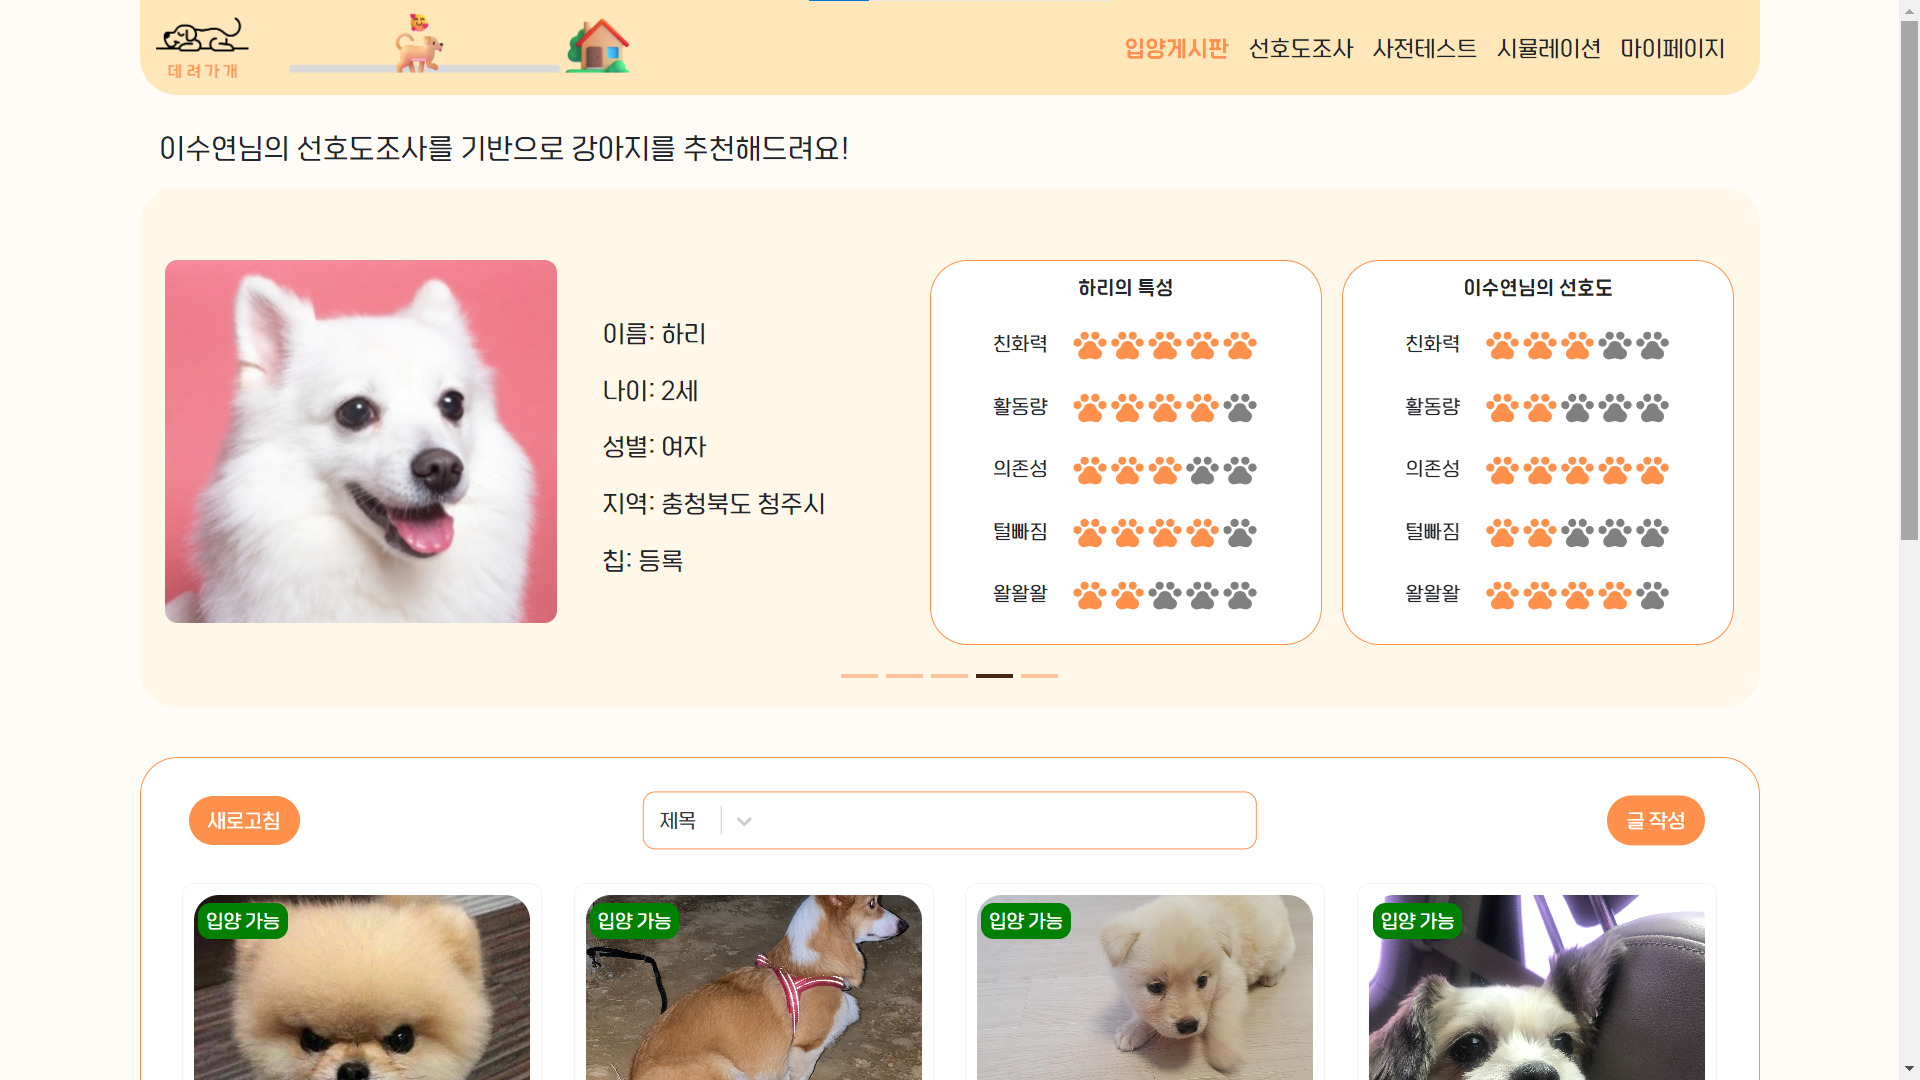 데려가개
입양게시판 선호도조사 사전테스트 시뮬레이션 마이페이지
이수연님의 선호도조사를 기반으로 강아지를 추천해드려요!
이름: 하리
나이: 2세
성별: 여자
지역: 충청북도 청주시
칩: 등록
하리의 특성
친화력
활동량
의존성
털빠짐
왈왈왈
이수연님의 선호도
친화력
활동량
의존성
털빠짐
왈왈왈
새로고침
제목
글 작성
입양 가능
입양 가능
입양 가능
입양 가능